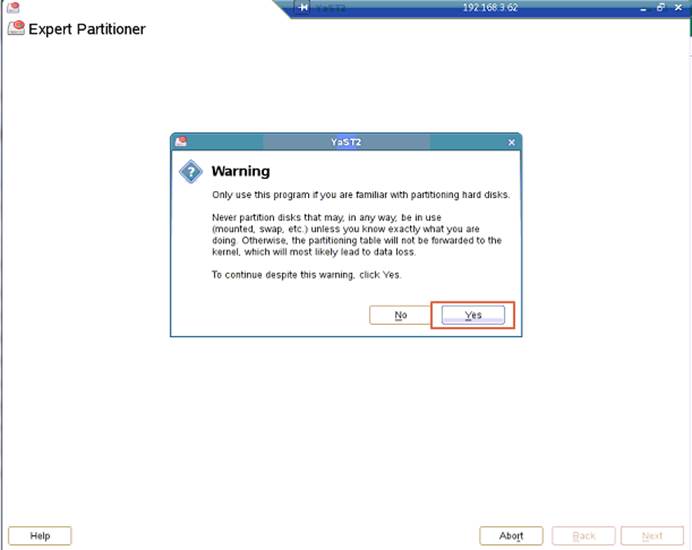 YaST2
192.168.3.62
Expert Partitioner
YaST2
Warning
Only use this program if you are familiar with partitioning hard disks.
Never partition disks that may, in any way, be in use
(mounted, swap, etc.) unless you know exactly what you are
doing. Otherwise, the partitioning table will not be forwarded to the
kernel, which will most likely lead to data loss.
To continue despite this warning, click Yes.
No
Yes
Help
Abort
Back
Next